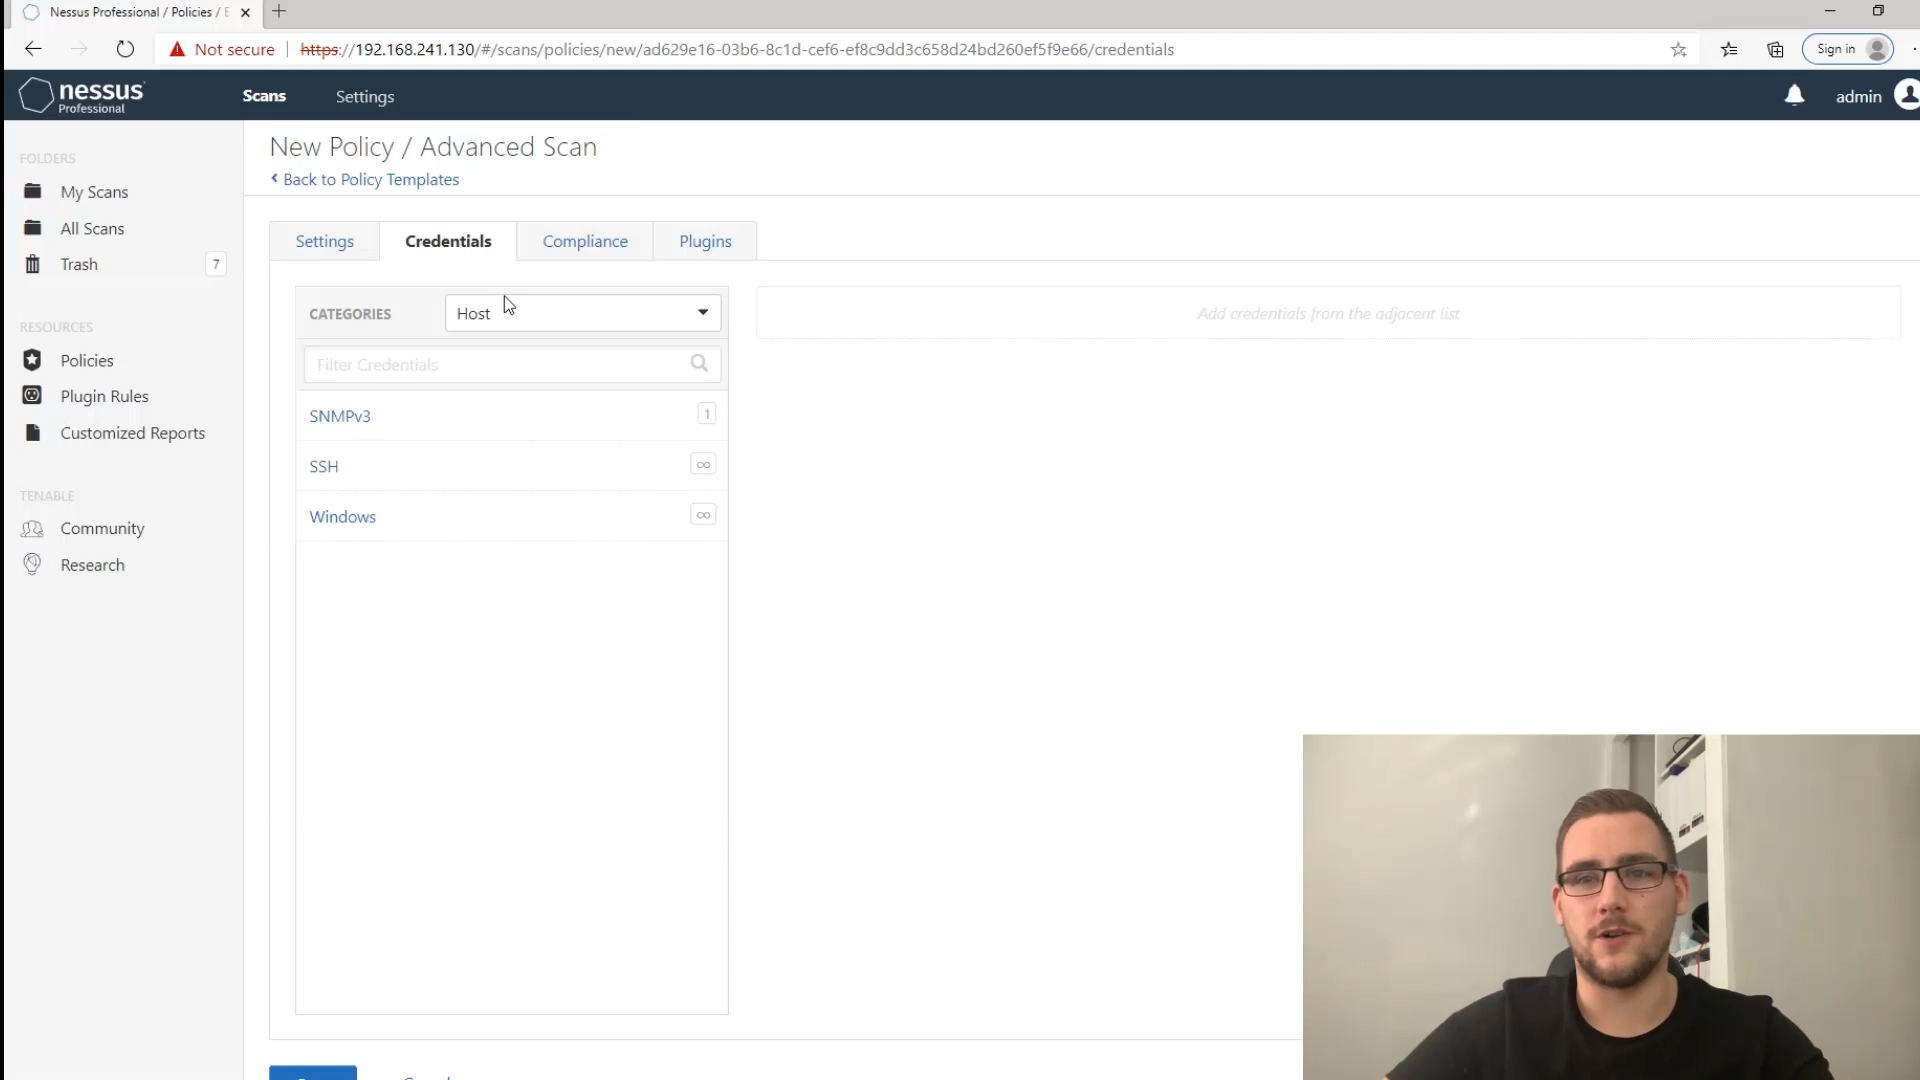 Nessus Professional / Policies /
Not secure
https://192.168.241.130/#/scans/policies/new/ad629e16-03b6-8c1d-cef6-ef8c9dd3c658d24bd260ef5f9e66/credentials
Sign in
nessus
Professional
Scans
Settings
admin
FOLDERS
My Scans
All Scans
Trash
7
RESOURCES
Policies
Plugin Rules
Customized Reports
TENABLE
Community
Research
New Policy / Advanced Scan
Back to Policy Templates
Settings
Credentials
Compliance
Plugins
CATEGORIES
Host
Filter Credentials
SNMPv3
1
SSH
∞
Windows
∞
Add credentials from the adjacent list